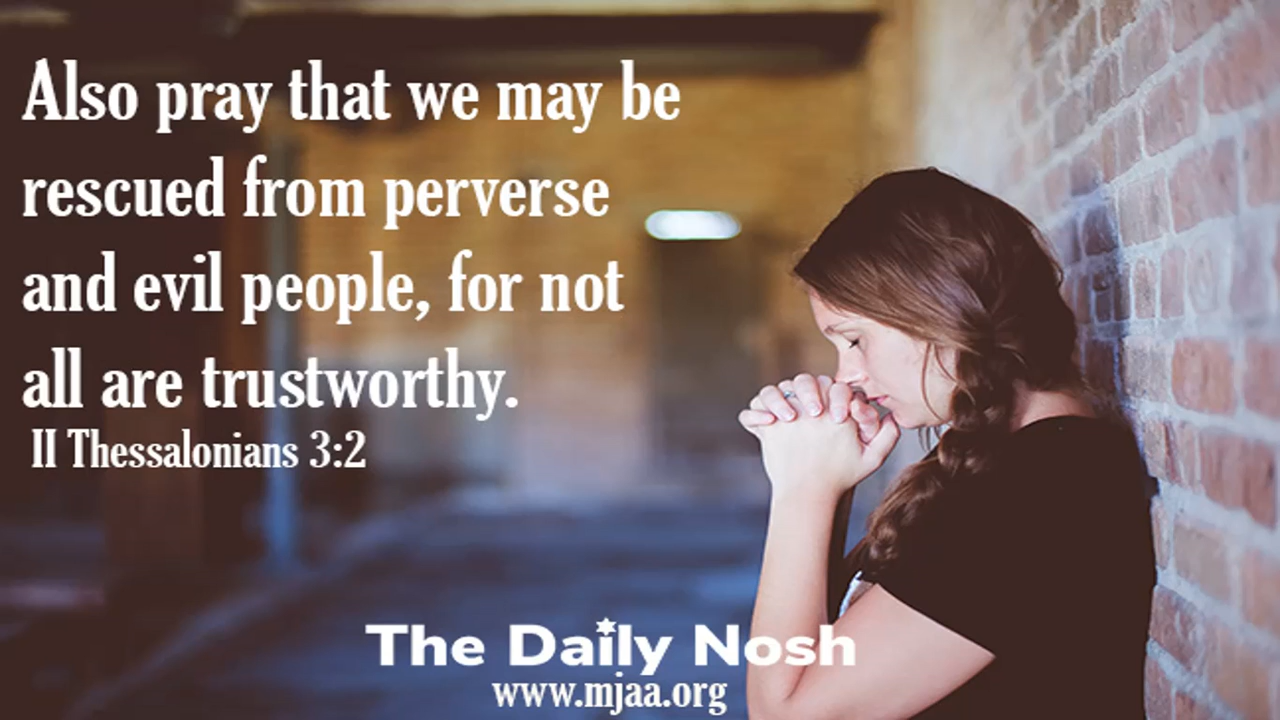 Also pray that we may be
rescued from perverse
and evil people, for not
all are trustworthy.
II Thessalonians 3:2
The Daily Nosh
www.mjaa.org